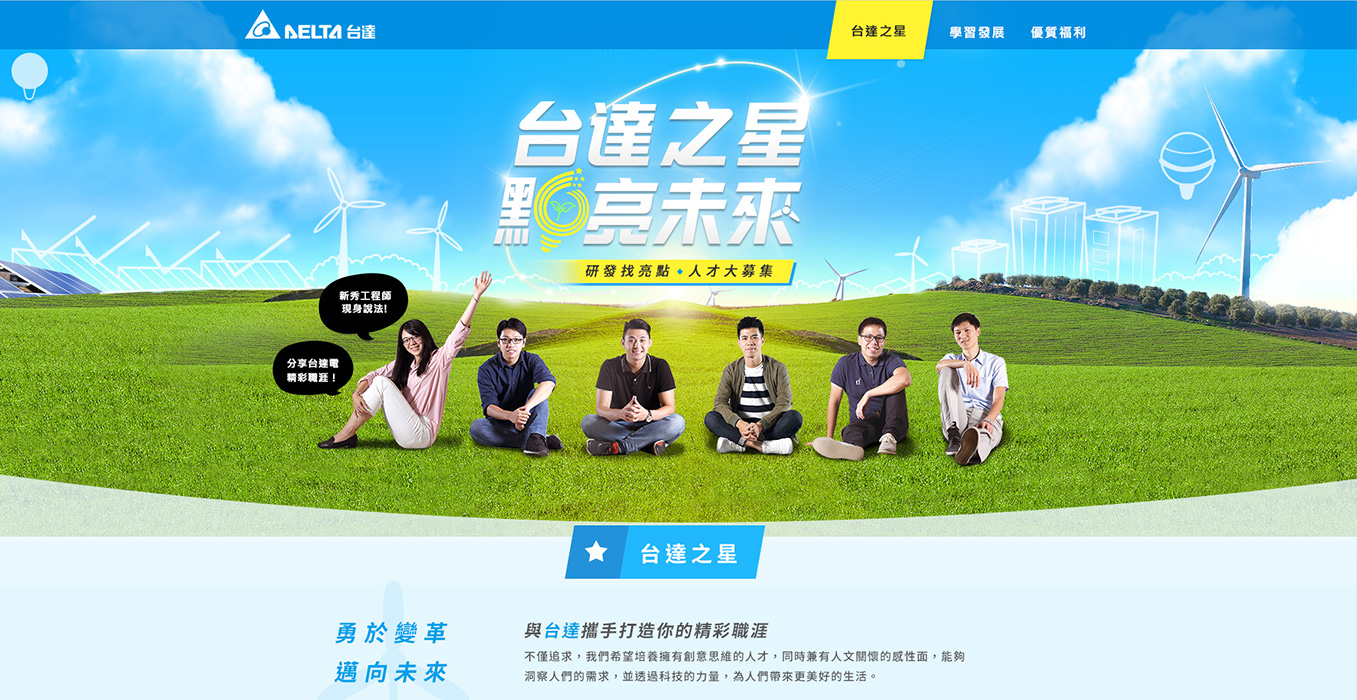 DELTA 台達
台達之星
學習發展
優質福利
台達之星
點亮未來
研發找亮點・人才大募集
新秀工程師
現身說法!
分享台達電
精彩職涯！
台達之星
勇於變革
邁向未來
與台達攜手打造你的精彩職涯
不僅追求，我們希望培養擁有創意思維的人才，同時兼有人文關懷的感性面，能夠
洞察人們的需求，並透過科技的力量，為人們帶來更美好的生活。